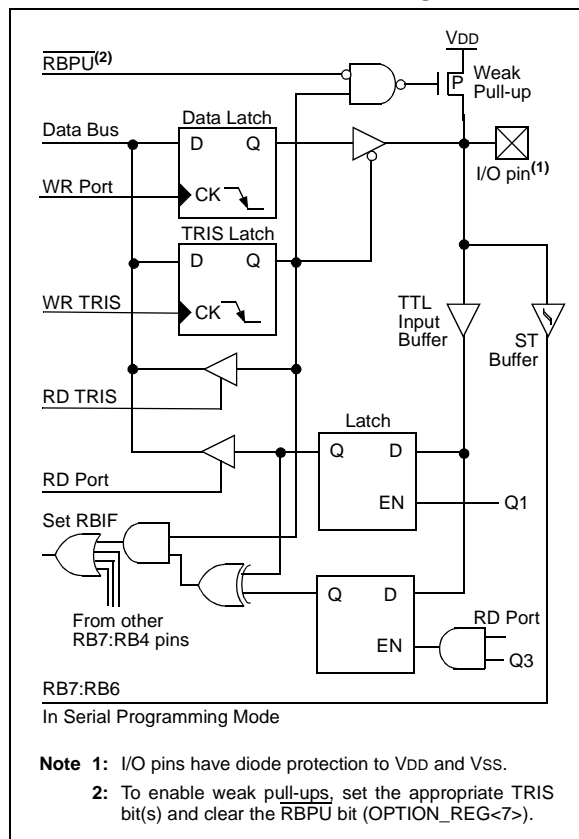 VDD
RBPU(2)
Weak
P
Pull-up
Data Latch
Data Bus
D Q
I/O pin(1)
WR Port
CK
TRIS Latch
D Q
WR TRIS
CK
TTL
Input
Buffer
ST
Buffer
RD TRIS
Latch
Q D
RD Port
EN
Q1
Set RBIF
Q D
RD Port
From other
RB7:RB4 pins
EN
Q3
RB7:RB6
In Serial Programming Mode
Note 1: I/O pins have diode protection to VDD and VSS.
2: To enable weak pull-ups, set the appropriate TRIS
bit(s) and clear the RBPU bit (OPTION_REG<7>).